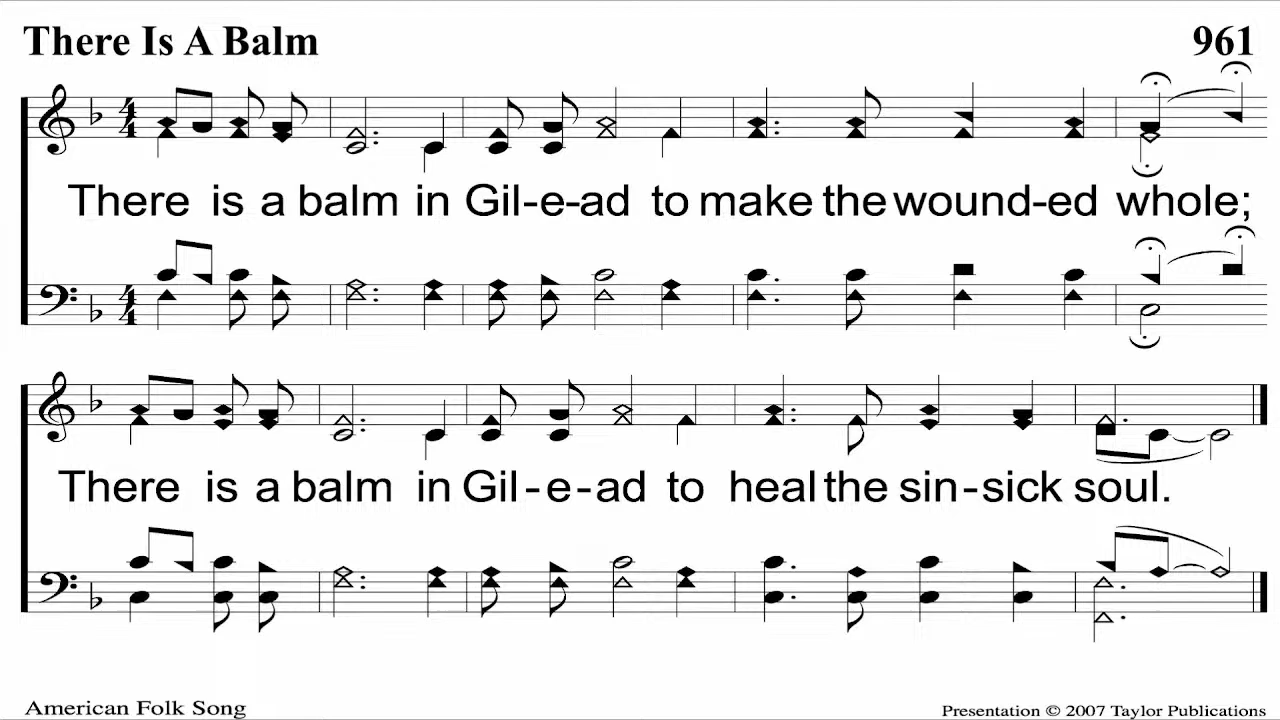 There Is A Balm 961
There is a balm in Gil-e-ad to make the wound-ed whole;
There is a balm in Gil-e-ad to heal the sin-sick soul.
American Folk Song Presentation © 2007 Taylor Publications